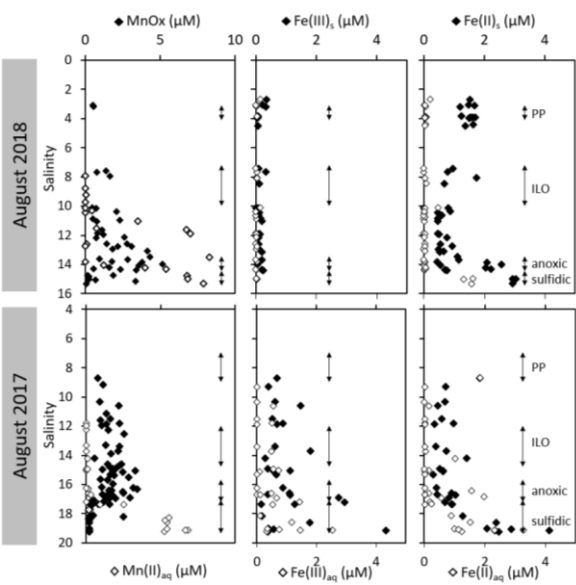 ◆ MnOx (µM)
◆ Fe(III)s (µM)
◆ Fe(II)s (µM)
0 5 10
0 2 4
0 2 4
August 2018
Salinity
0
2
4
6
8
10
12
14
16
PP
ILO
anoxic
sulfidic
August 2017
Salinity
4
6
8
10
12
14
16
18
20
PP
ILO
anoxic
sulfidic
0 2 4
0 2 4
◇ Mn(II)aq (µM)
◇ Fe(III)aq (µM)
◇ Fe(II)aq (µM)